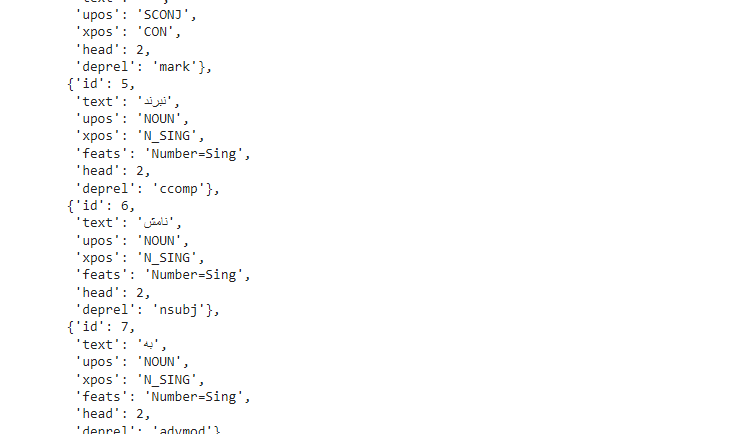 'upos': 'SCONJ',
'xpos': 'CON',
'head': 2,
'deprel': 'mark'},
{'id': 5,
'text': 'نبرند',
'upos': 'NOUN',
'xpos': 'N_SING',
'feats': 'Number=Sing',
'head': 2,
'deprel': 'ccomp'},
{'id': 6,
'text': 'نامش',
'upos': 'NOUN',
'xpos': 'N_SING',
'feats': 'Number=Sing',
'head': 2,
'deprel': 'nsubj'},
{'id': 7,
'text': 'به',
'upos': 'NOUN',
'xpos': 'N_SING',
'feats': 'Number=Sing',
'head': 2,
'deprel': 'advmod'}